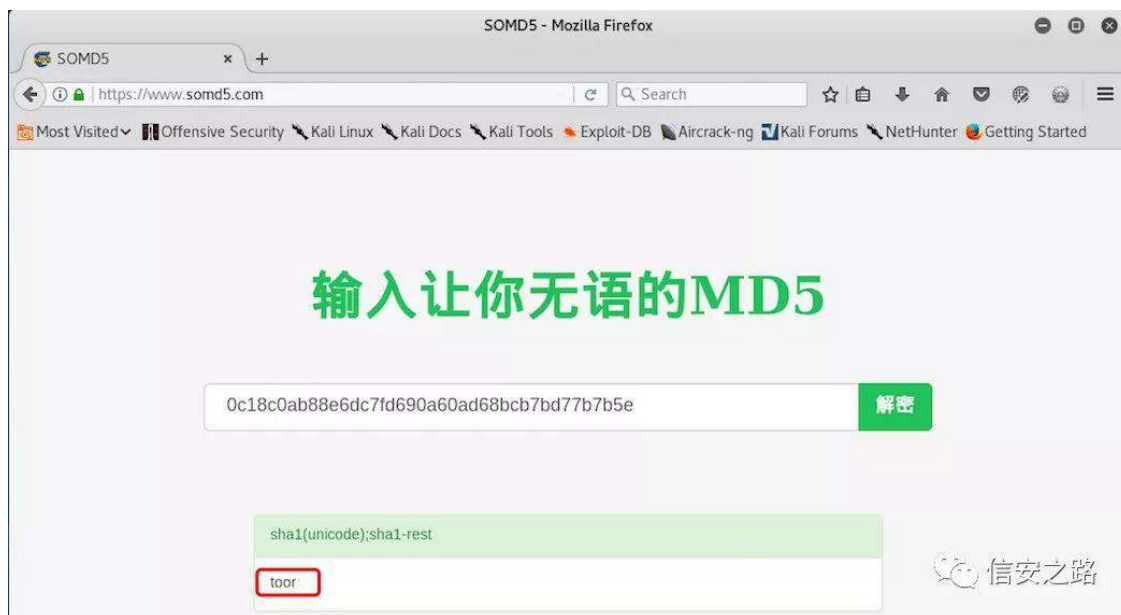 SOMD5 - Mozilla Firefox
SOMD5
https://www.somd5.com
Search
Most Visited Offensive Security Kali Linux Kali Docs Kali Tools Exploit-DB Aircrack-ng Kali Forums NetHunter Getting Started
输入让你无语的MD5
0c18c0ab88e6dc7fd690a60ad68bcb7bd77b7b5e
解密
sha1(unicode);sha1-rest
toor
信安之路